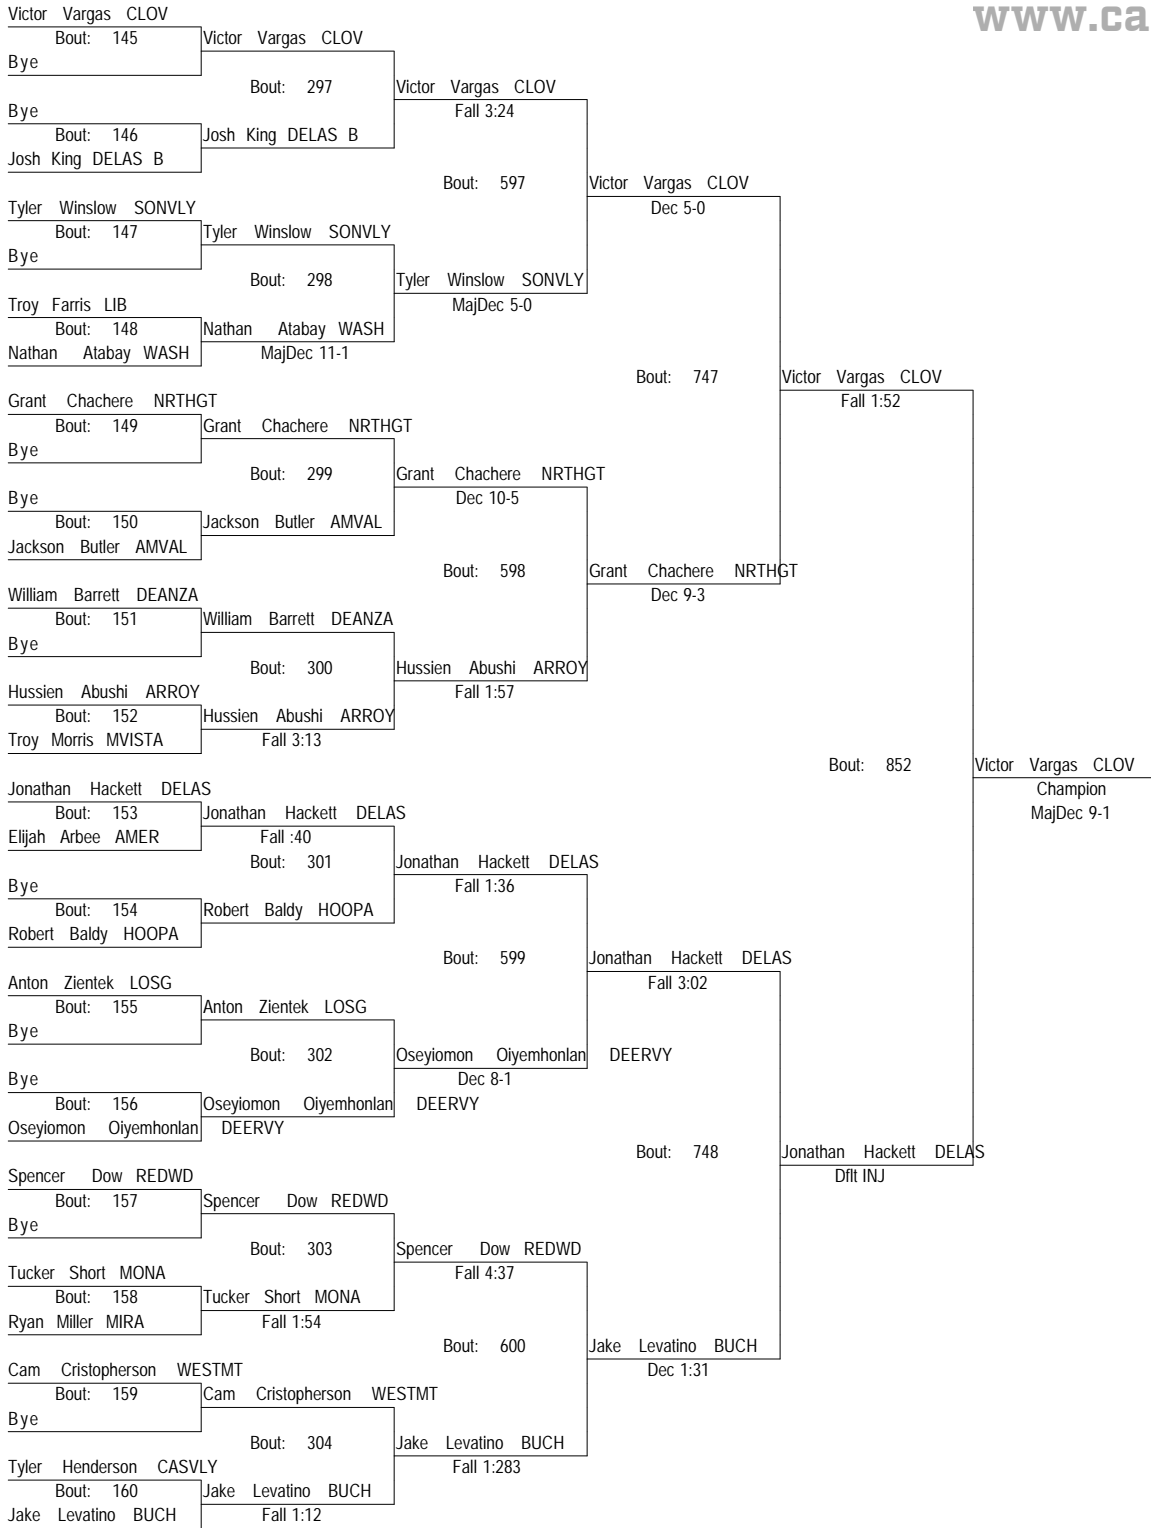 www.ca
Victor Vargas CLOV
Bout: 145
Victor Vargas CLOV
Bye
Bout: 297
Victor Vargas CLOV
Bye
Fall 3:24
Bout: 146
Josh King DELAS B
Josh King DELAS B
Bout: 597
Victor Vargas CLOV
Tyler Winslow SONVLY
Dec 5-0
Bout: 147
Tyler Winslow SONVLY
Bye
Bout: 298
Tyler Winslow SONVLY
Troy Farris LIB
MajDec 5-0
Bout: 148
Nathan Atabay WASH
Nathan Atabay WASH
MajDec 11-1
Bout: 747
Victor Vargas CLOV
Grant Chachere NRTHGT
Fall 1:52
Bout: 149
Grant Chachere NRTHGT
Bye
Bout: 299
Grant Chachere NRTHGT
Bye
Dec 10-5
Bout: 150
Jackson Butler AMVAL
Jackson Butler AMVAL
Bout: 598
Grant Chachere NRTHGT
William Barrett DEANZA
Dec 9-3
Bout: 151
William Barrett DEANZA
Bye
Bout: 300
Hussien Abushi ARROY
Hussien Abushi ARROY
Fall 1:57
Bout: 152
Hussien Abushi ARROY
Troy Morris MVISTA
Fall 3:13
Bout: 852
Victor Vargas CLOV
Jonathan Hackett DELAS
Champion
Bout: 153
Jonathan Hackett DELAS
MajDec 9-1
Elijah Arbee AMER
Fall :40
Bout: 301
Jonathan Hackett DELAS
Bye
Fall 1:36
Bout: 154
Robert Baldy HOOPA
Robert Baldy HOOPA
Bout: 599
Jonathan Hackett DELAS
Anton Zientek LOSG
Fall 3:02
Bout: 155
Anton Zientek LOSG
Bye
Bout: 302
Oseyiomon Oiyemhonlan DEERVY
Bye
Dec 8-1
Bout: 156
Oseyiomon Oiyemhonlan DEERVY
Oseyiomon Oiyemhonlan DEERVY
Bout: 748
Jonathan Hackett DELAS
Spencer Dow REDWD
Dflt INJ
Bout: 157
Spencer Dow REDWD
Bye
Bout: 303
Spencer Dow REDWD
Tucker Short MONA
Fall 4:37
Bout: 158
Tucker Short MONA
Ryan Miller MIRA
Fall 1:54
Bout: 600
Jake Levatino BUCH
Cam Cristopherson WESTMT
Dec 1:31
Bout: 159
Cam Cristopherson WESTMT
Bye
Bout: 304
Jake Levatino BUCH
Tyler Henderson CASVLY
Fall 1:283
Bout: 160
Jake Levatino BUCH
Jake Levatino BUCH
Fall 1:12